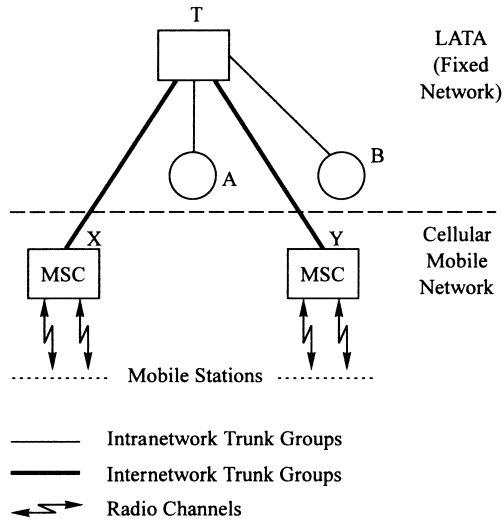 T
LATA
(Fixed
Network)
A
B
X
Y
Cellular
Mobile
Network
MSC
MSC
Mobile Stations
Intranetwork Trunk Groups
Internetwork Trunk Groups
Radio Channels